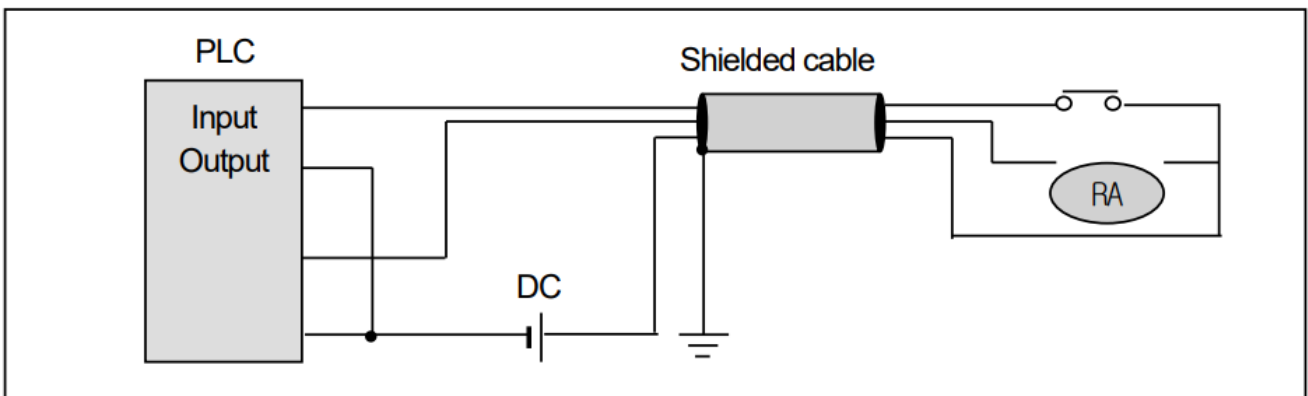 PLC
Shielded cable
Input
Output
RA
DC